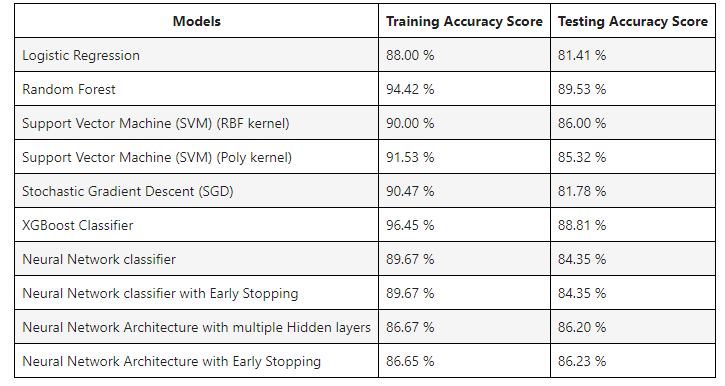 Models Training Accuracy Score Testing Accuracy Score
Logistic Regression 88.00 % 81.41 %
Random Forest 94.42 % 89.53 %
Support Vector Machine (SVM) (RBF kernel) 90.00 % 86.00 %
Support Vector Machine (SVM) (Poly kernel) 91.53 % 85.32 %
Stochastic Gradient Descent (SGD) 90.47 % 81.78 %
XGBoost Classifier 96.45 % 88.81 %
Neural Network classifier 89.67 % 84.35 %
Neural Network classifier with Early Stopping 89.67 % 84.35 %
Neural Network Architecture with multiple Hidden layers 86.67 % 86.20 %
Neural Network Architecture with Early Stopping 86.65 % 86.23 %